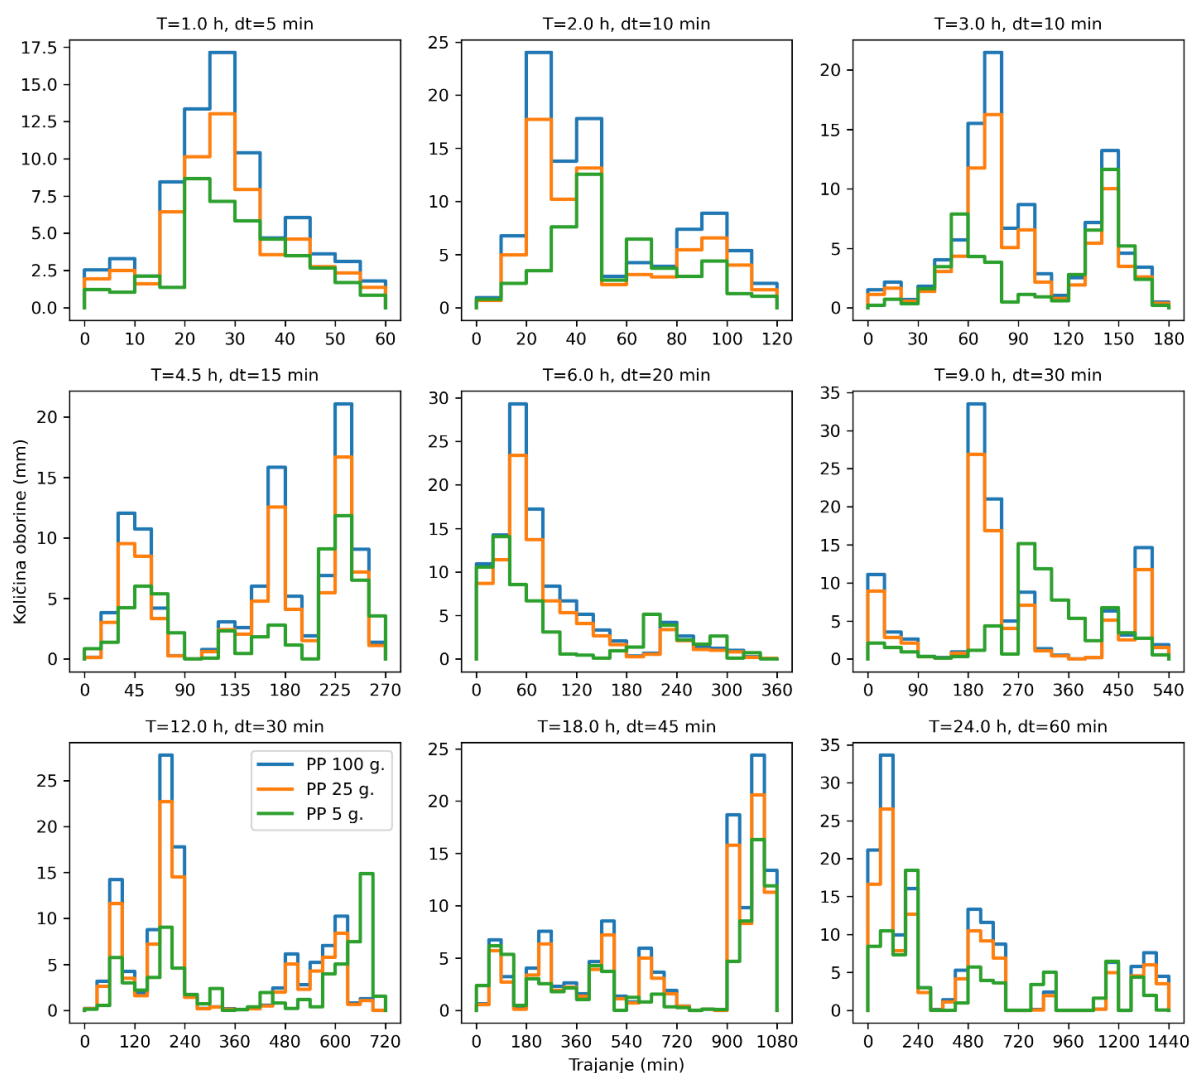 T=1.0 h, dt=5 min
17.5
15.0
12.5
10.0
7.5
5.0
2.5
0.0
0 10 20 30 40 50 60
T=2.0 h, dt=10 min
25
20
15
10
5
0
0 20 40 60 80 100 120
T=3.0 h, dt=10 min
20
15
10
5
0
0 30 60 90 120 150 180
Količina oborine (mm)
T=4.5 h, dt=15 min
20
15
10
5
0
0 45 90 135 180 225 270
T=6.0 h, dt=20 min
30
25
20
15
10
5
0
0 60 120 180 240 300 360
T=9.0 h, dt=30 min
35
30
25
20
15
10
5
0
0 90 180 270 360 450 540
T=12.0 h, dt=30 min
25
20
15
10
5
0
PP 100 g.
PP 25 g.
PP 5 g.
0 120 240 360 480 600 720
T=18.0 h, dt=45 min
25
20
15
10
5
0
0 180 360 540 720 900 1080
Trajanje (min)
T=24.0 h, dt=60 min
35
30
25
20
15
10
5
0
0 240 480 720 960 1200 1440